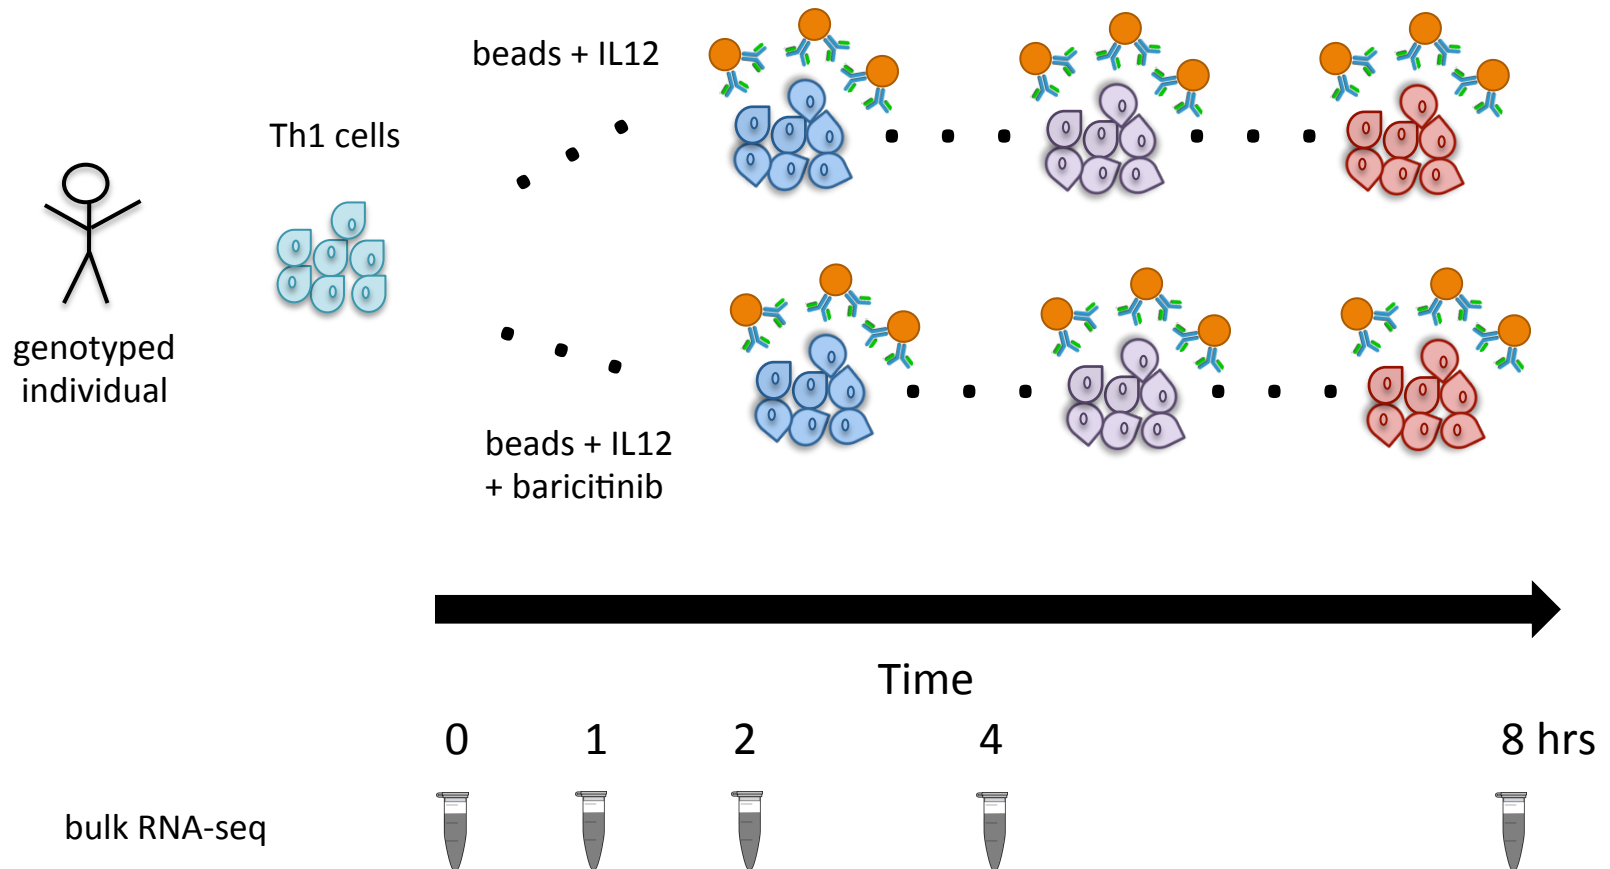 beads + IL12
Th1 cells
genotyped
individual
beads + IL12
+ baricitinib
Time
0 1 2 4 8 hrs
bulk RNA-seq